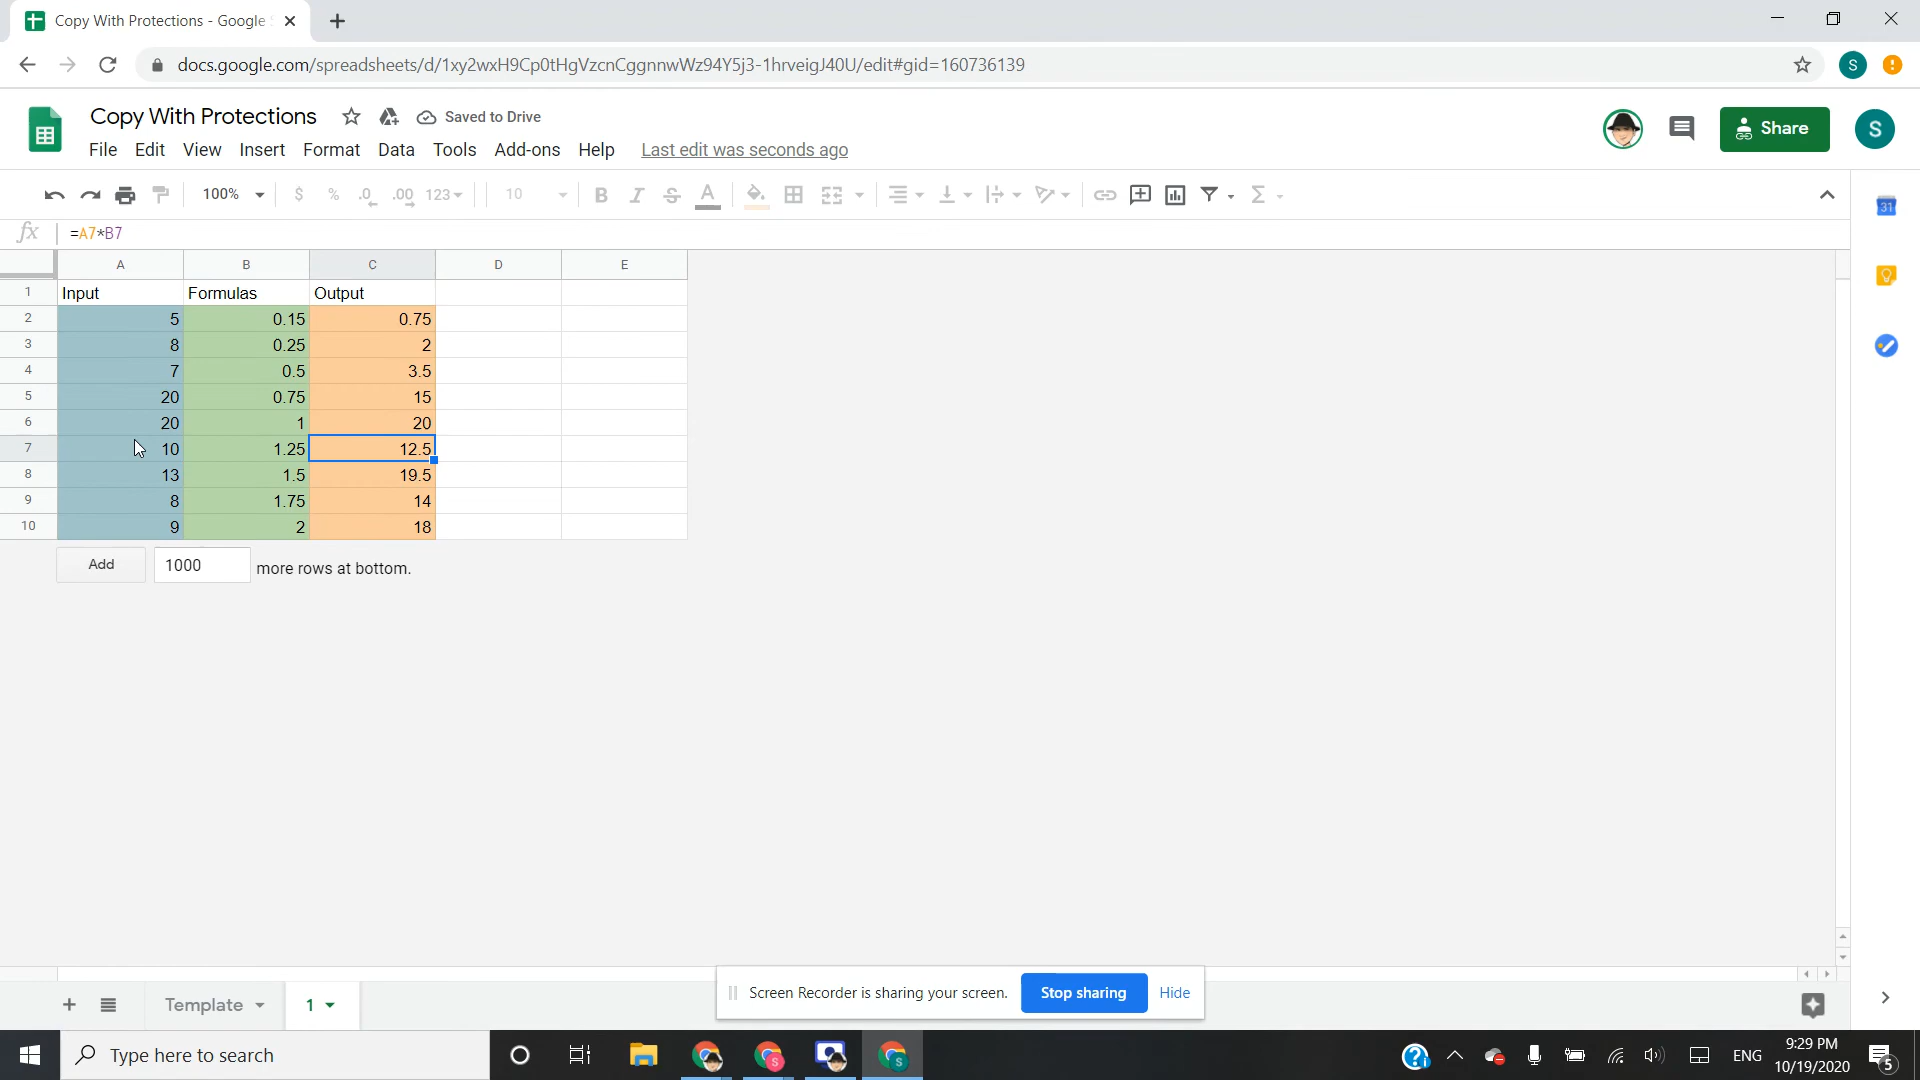 Copy With Protections - Google S
docs.google.com/spreadsheets/d/1xy2wxH9Cp0tHgVzcnCggnnwWz94Y5j3-1hrveigJ40U/edit#gid=160736139
S
Copy With Protections
Saved to Drive
File Edit View Insert Format Data Tools Add-ons Help Last edit was seconds ago
Share
S
100% $ % .0 .00 123 10 B I S A Σ
31
fx =A7*B7
A B C D E
1 Input Formulas Output
2 5 0.15 0.75
3 8 0.25 2
4 7 0.5 3.5
5 20 0.75 15
6 20 1 20
7 10 1.25 12.5
8 13 1.5 19.5
9 8 1.75 14
10 9 2 18
Add 1000 more rows at bottom.
Screen Recorder is sharing your screen. Stop sharing Hide
Template 1
Type here to search
S
S
ENG
9:29 PM
10/19/2020
5